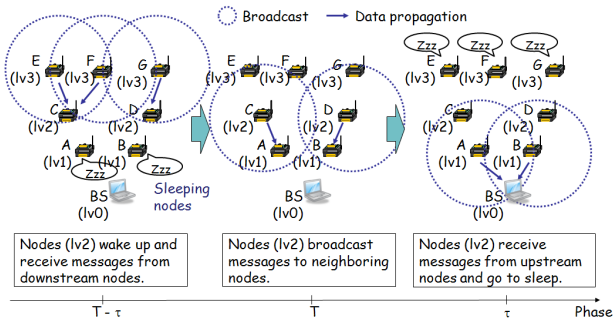 Broadcast
Data propagation
E
F
G
(lv3)
(lv3)
(lv3)
C
(lv2)
D
(lv2)
A
(lv1)
B
(lv1)
Zzz
Zzz
Sleeping
nodes
BS
(lv0)
E
F
G
(lv3)
(lv3)
(lv3)
C
(lv2)
D
(lv2)
A
(lv1)
B
(lv1)
BS
(lv0)
Zzz
Zzz
Zzz
E
F
G
(lv3)
(lv3)
(lv3)
C
(lv2)
D
(lv2)
A
(lv1)
B
(lv1)
BS
(lv0)
Nodes (lv2) wake up and
receive messages from
downstream nodes.
Nodes (lv2) broadcast
messages to neighboring
nodes.
Nodes (lv2) receive
messages from upstream
nodes and go to sleep.
T - τ
T
τ
Phase